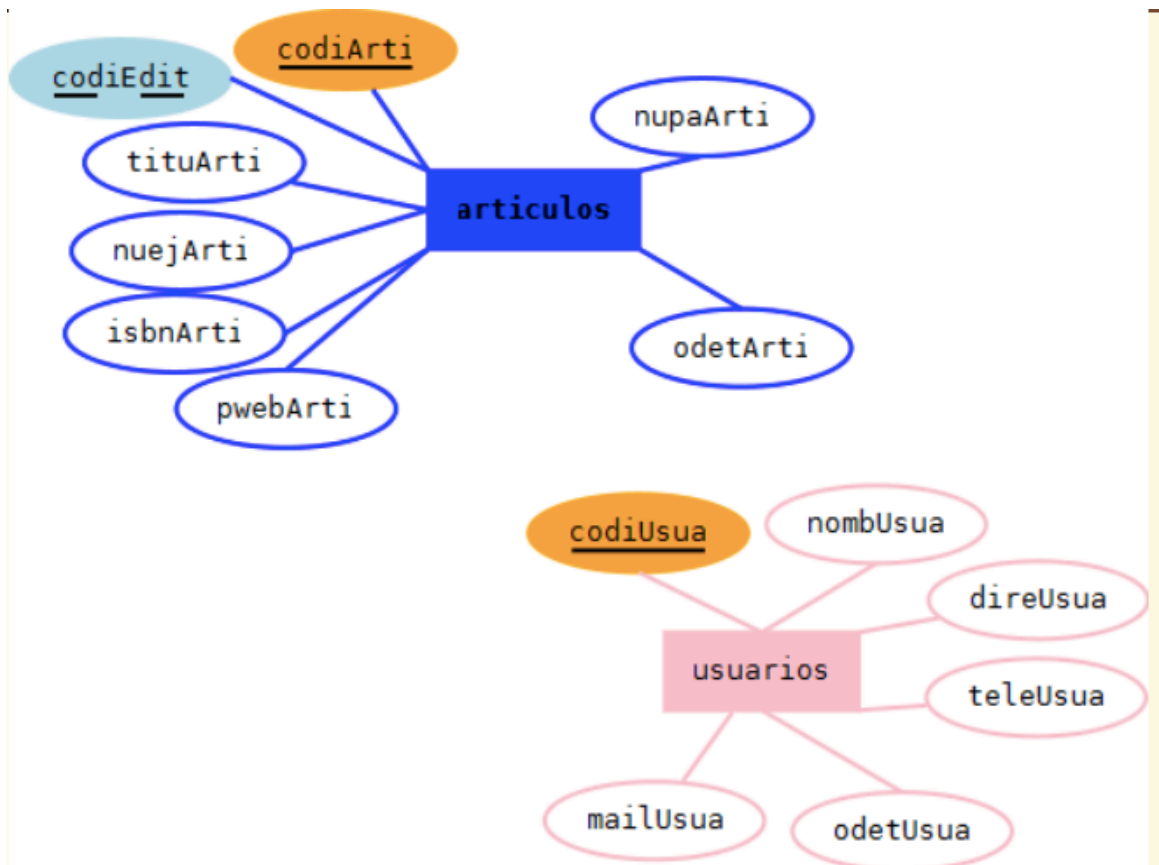 codiArti
codiEdit
nupaArti
tituArti
articulos
nuejArti
isbnArti
odetArti
pwebArti
codiUsua
nombUsua
direUsua
usuarios
teleUsua
mailUsua
odetUsua